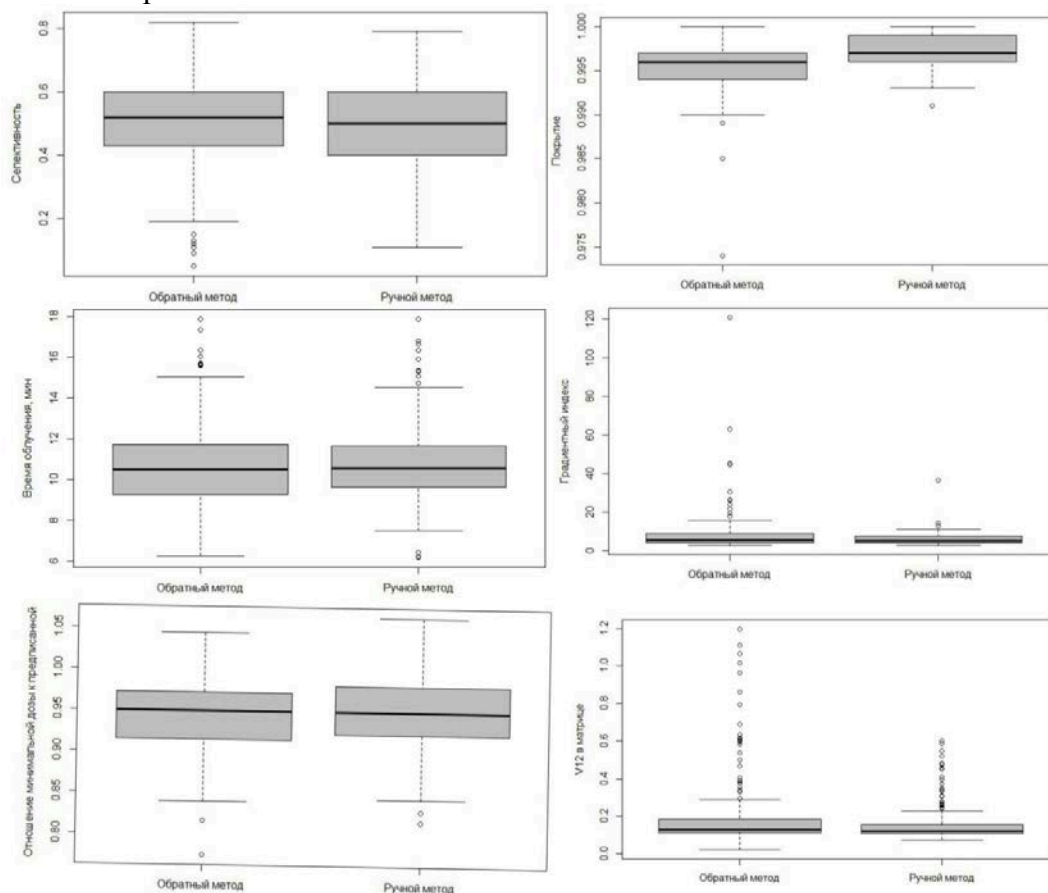 Селективность
0.2 0.4 0.6 0.8
Обратный метод Ручной метод
Покрытие
0.975 0.980 0.985 0.990 0.995 1.000
Обратный метод Ручной метод
Время облучения, мин
6 8 10 12 14 16 18
Обратный метод Ручной метод
Градиентный индекс
0 20 40 60 80 100 120
Обратный метод Ручной метод
Отношение минимальной дозы к предписанной
0.80 0.85 0.90 0.95 1.00 1.05
Обратный метод Ручной метод
V12 в матрице
0.0 0.2 0.4 0.6 0.8 1.0 1.2
Обратный метод Ручной метод